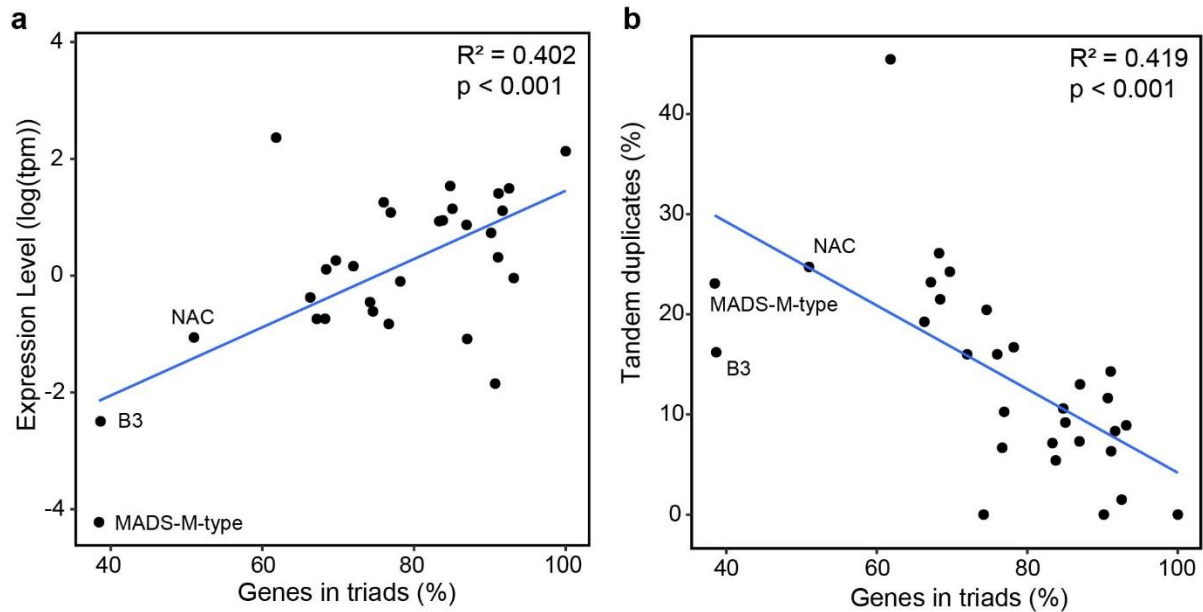 a
R² = 0.402
p < 0.001
Expression Level (log(tpm))
4
2
0
-2
-4
NAC
B3
MADS-M-type
40
60
80
100
Genes in triads (%)
b
R² = 0.419
p < 0.001
Tandem duplicates (%)
40
30
20
10
0
NAC
MADS-M-type
B3
40
60
80
100
Genes in triads (%)